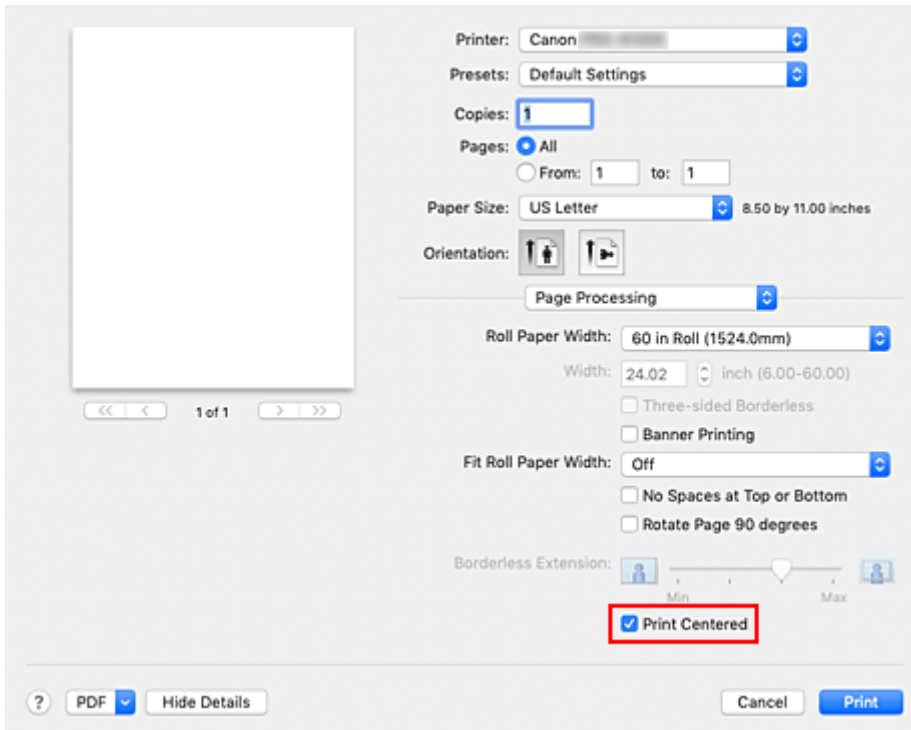 Printer: Canon
Presets: Default Settings
Copies: 1
Pages: All
From: 1 to: 1
Paper Size: US Letter 8.50 by 11.00 inches
Orientation:
Page Processing
Roll Paper Width: 60 in Roll (1524.0mm)
Width: 24.02 inch (6.00-60.00)
<< < 1 of 1 > >>
Three-sided Borderless
Banner Printing
Fit Roll Paper Width: Off
No Spaces at Top or Bottom
Rotate Page 90 degrees
Borderless Extension:
Min Max
Print Centered
? PDF Hide Details Cancel Print